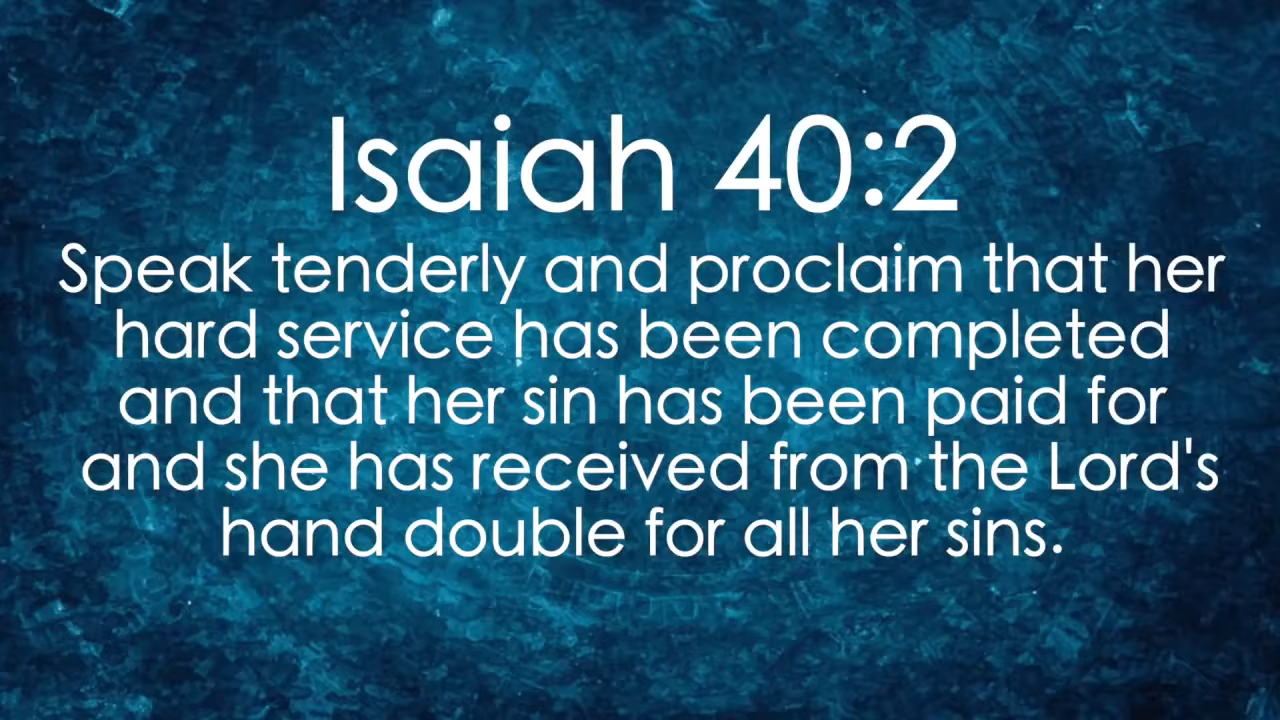 Isaiah 40:2
Speak tenderly and proclaim that her
hard service has been completed
and that her sin has been paid for
and she has received from the Lord's
hand double for all her sins.